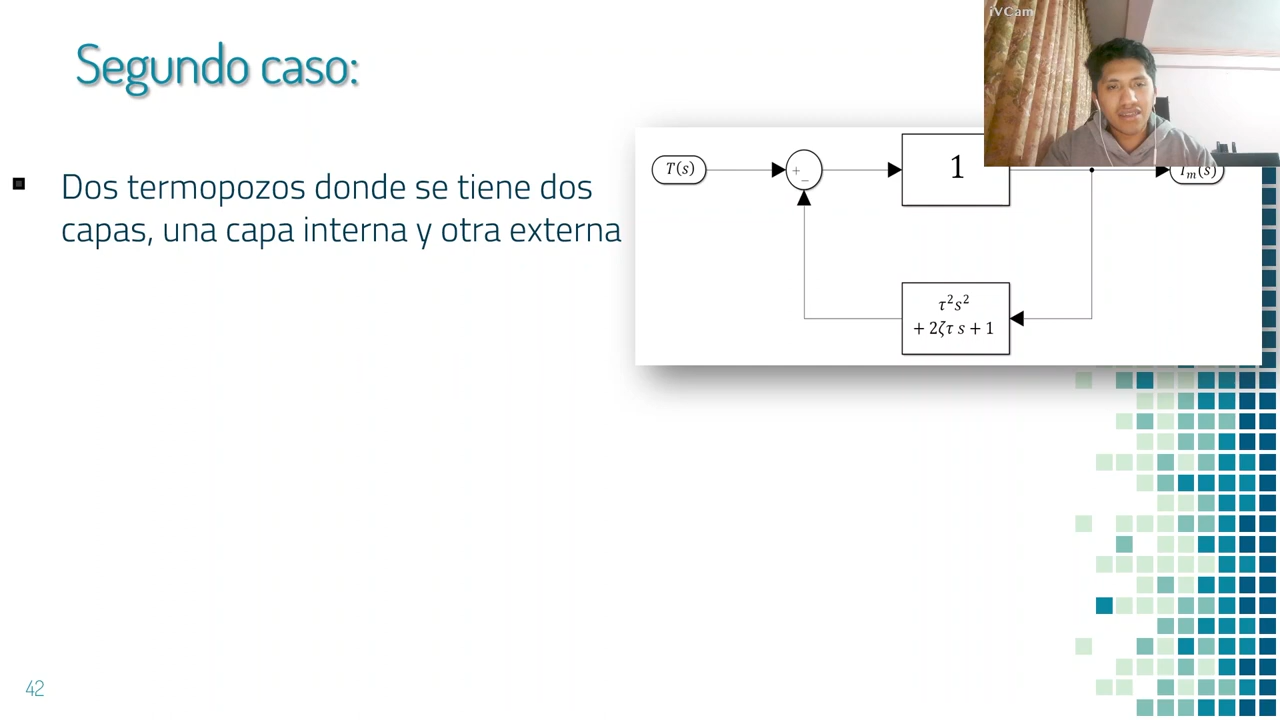 iVCam
Segundo caso:
Dos termopozos donde se tiene dos
capas, una capa interna y otra externa
T(s)
+
−
1
T_m(s)
τ²s²
+ 2ζτ s + 1
42